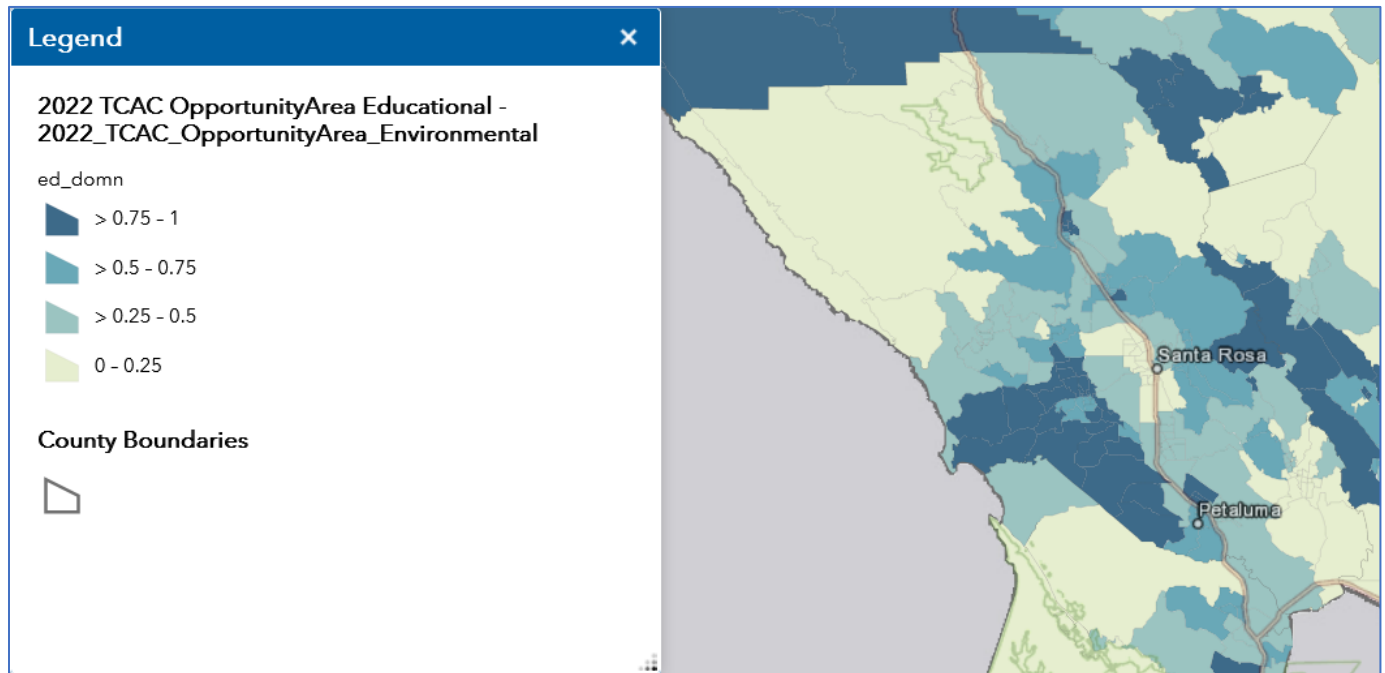 Legend
2022 TCAC OpportunityArea Educational -
2022_TCAC_OpportunityArea_Environmental
ed_domn
> 0.75 - 1
> 0.5 - 0.75
> 0.25 - 0.5
0 - 0.25
County Boundaries
Santa Rosa
Petaluma